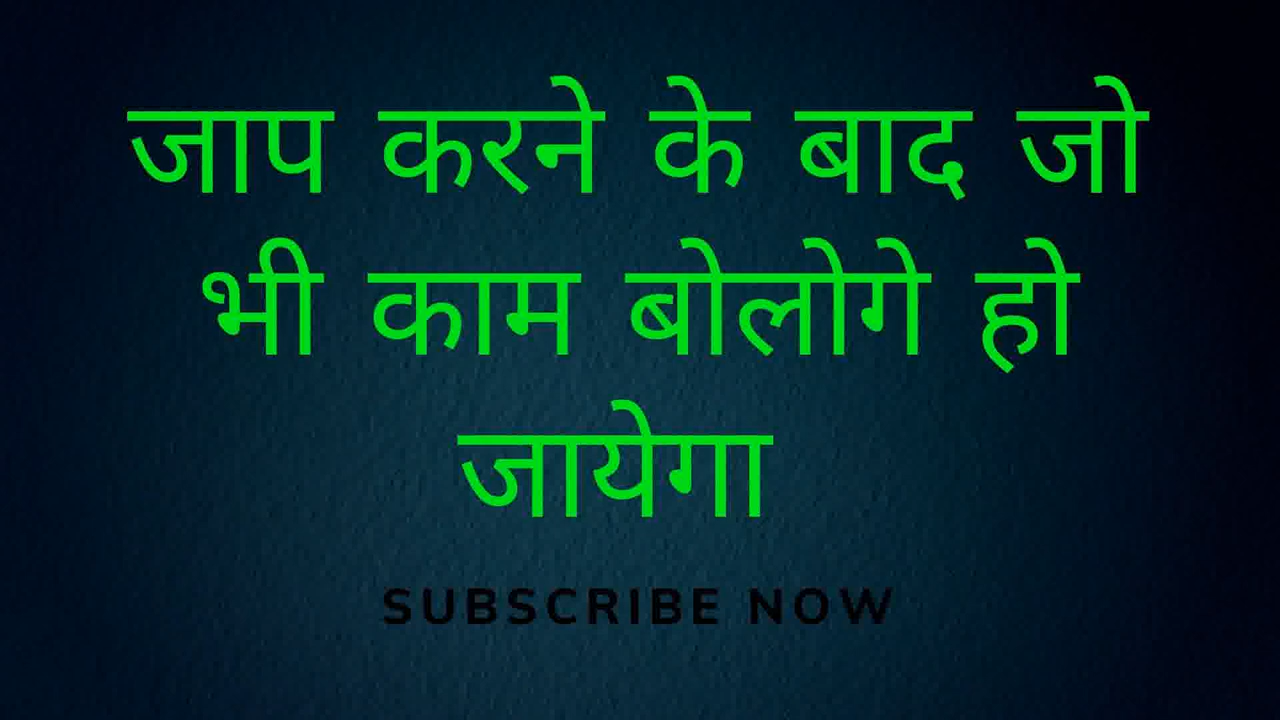 जाप करने के बाद जो
भी काम बोलोगे हो
जायेगा
SUBSCRIBE NOW